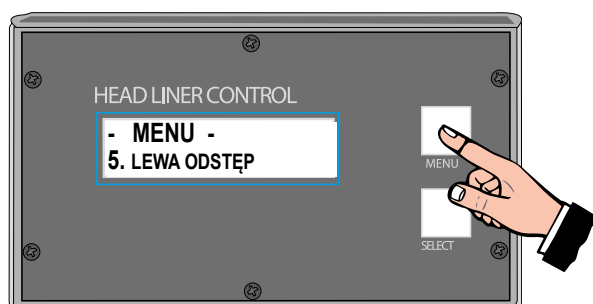 HEAD LINER CONTROL
- MENU -
5. LEWA ODSTĘP
MENU
SELECT